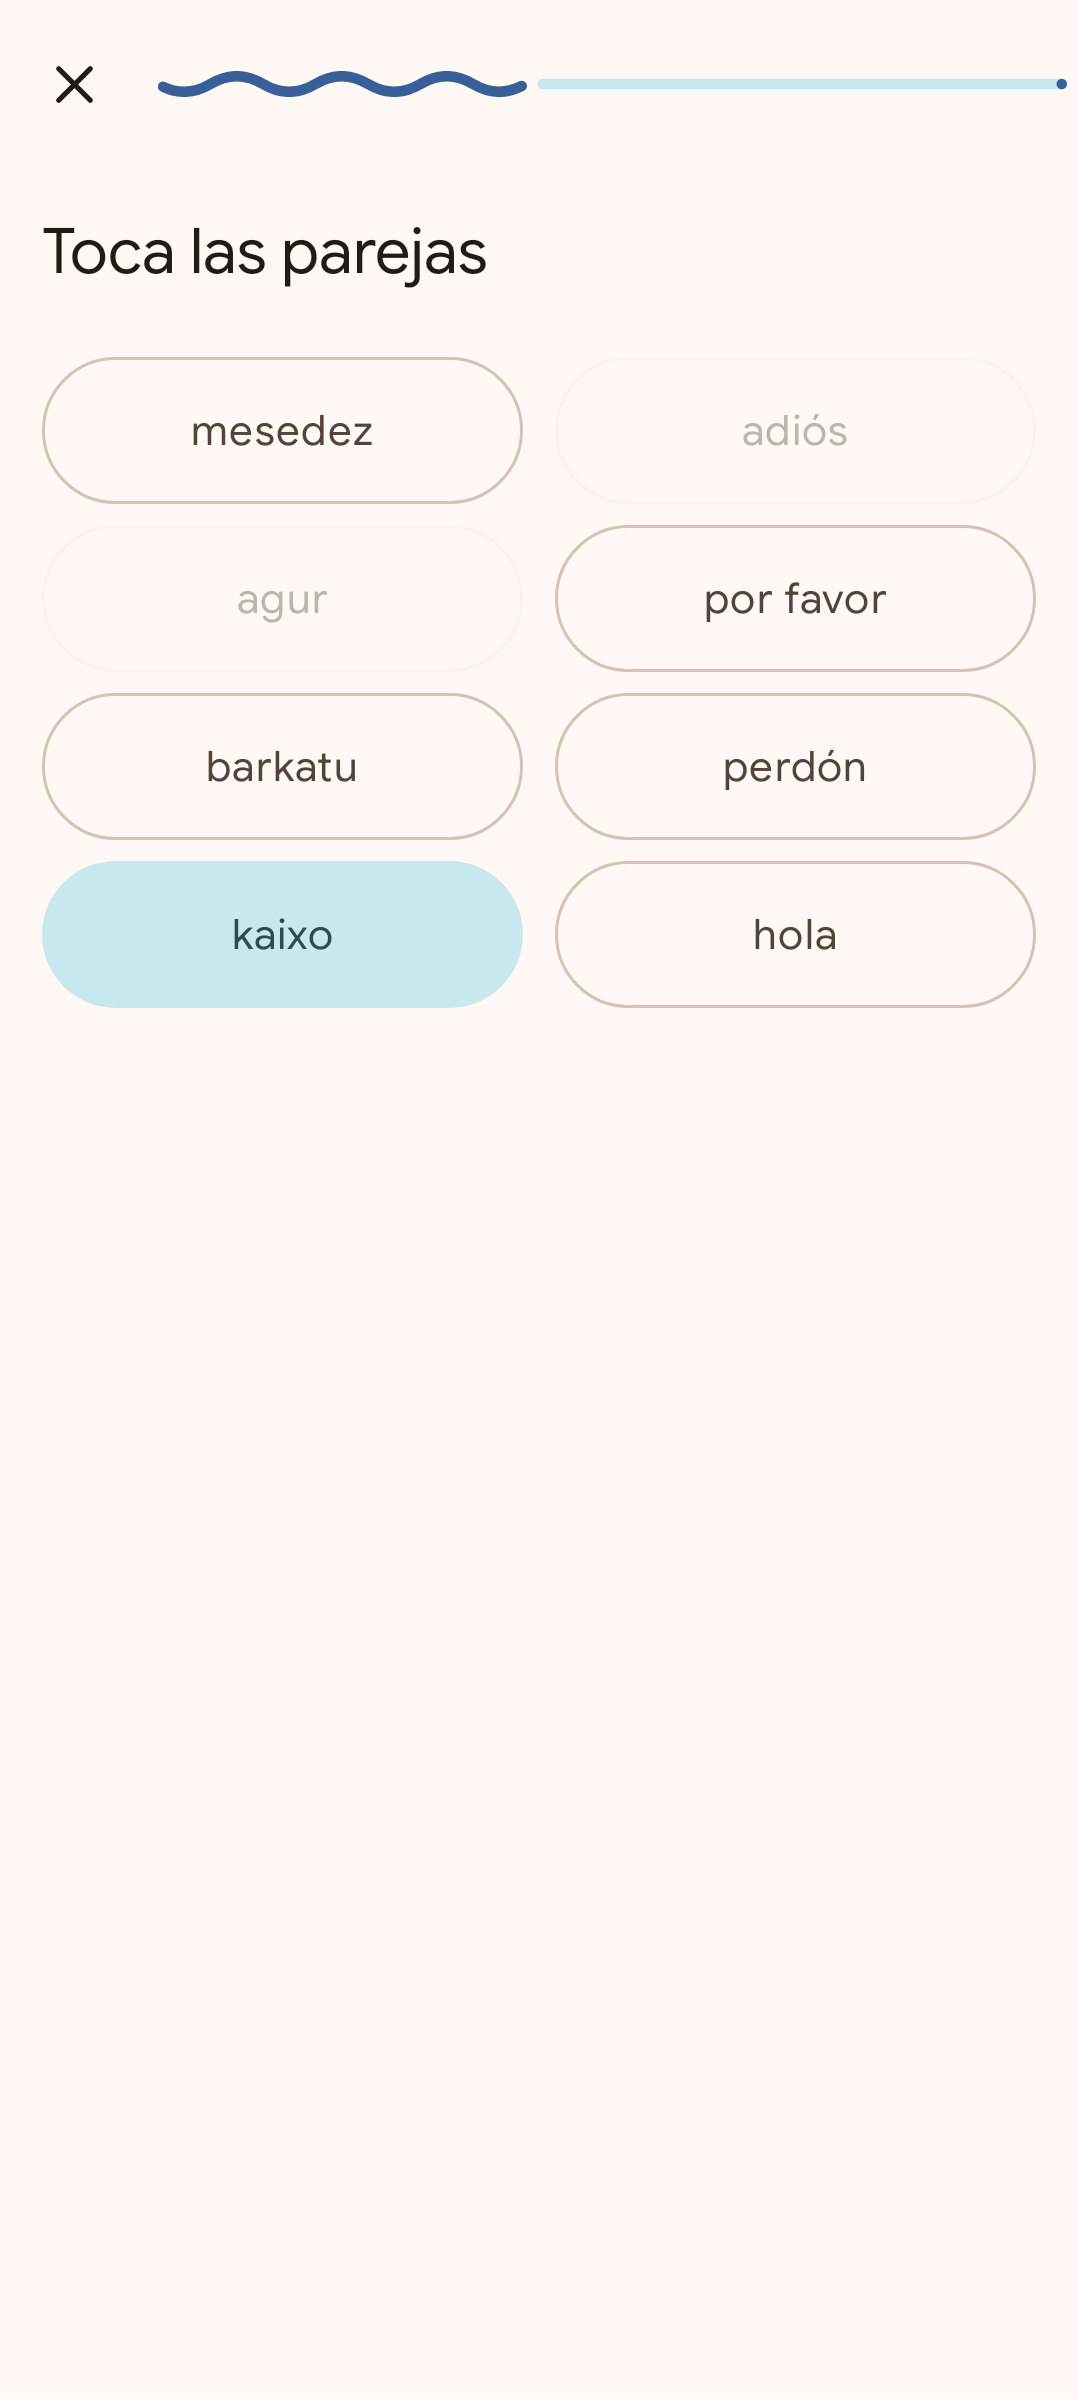 Toca las parejas
mesedez
adiós
agur
por favor
barkatu
perdón
kaixo
hola